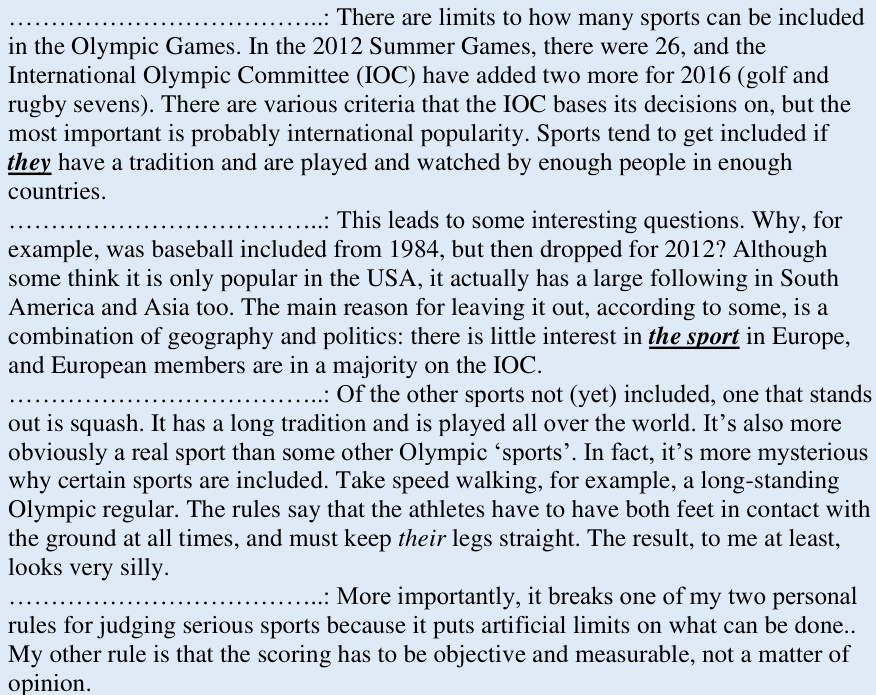 ………………………………..: There are limits to how many sports can be included
in the Olympic Games. In the 2012 Summer Games, there were 26, and the
International Olympic Committee (IOC) have added two more for 2016 (golf and
rugby sevens). There are various criteria that the IOC bases its decisions on, but the
most important is probably international popularity. Sports tend to get included if
they have a tradition and are played and watched by enough people in enough
countries.
………………………………..: This leads to some interesting questions. Why, for
example, was baseball included from 1984, but then dropped for 2012? Although
some think it is only popular in the USA, it actually has a large following in South
America and Asia too. The main reason for leaving it out, according to some, is a
combination of geography and politics: there is little interest in the sport in Europe,
and European members are in a majority on the IOC.
………………………………..: Of the other sports not (yet) included, one that stands
out is squash. It has a long tradition and is played all over the world. It’s also more
obviously a real sport than some other Olympic ‘sports’. In fact, it’s more mysterious
why certain sports are included. Take speed walking, for example, a long-standing
Olympic regular. The rules say that the athletes have to have both feet in contact with
the ground at all times, and must keep their legs straight. The result, to me at least,
looks very silly.
………………………………..: More importantly, it breaks one of my two personal
rules for judging serious sports because it puts artificial limits on what can be done..
My other rule is that the scoring has to be objective and measurable, not a matter of
opinion.